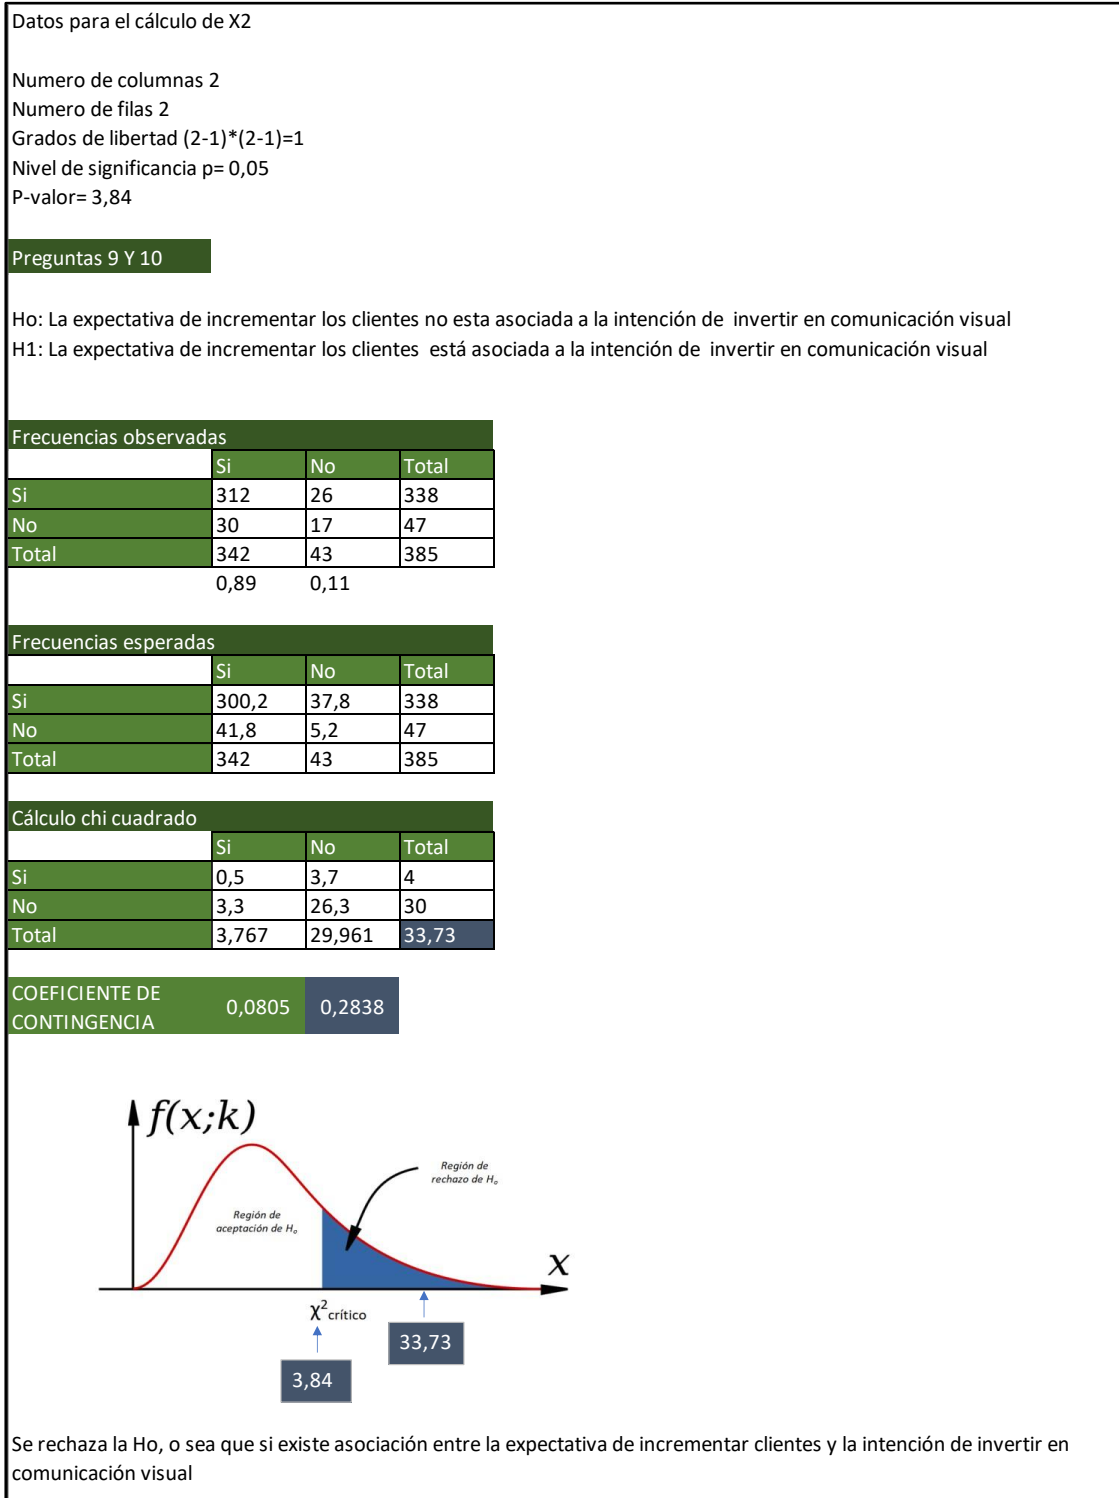 Datos para el cálculo de X2
Numero de columnas 2
Numero de filas 2
Grados de libertad (2-1)*(2-1)=1
Nivel de significancia p= 0,05
P-valor= 3,84
Preguntas 9 Y 10
Ho: La expectativa de incrementar los clientes no esta asociada a la intención de  invertir en comunicación visual
H1: La expectativa de incrementar los clientes  está asociada a la intención de  invertir en comunicación visual
Frecuencias observadas
Si No Total
Si 312 26 338
No 30 17 47
Total 342 43 385
0,89 0,11
Frecuencias esperadas
Si No Total
Si 300,2 37,8 338
No 41,8 5,2 47
Total 342 43 385
Cálculo chi cuadrado
Si No Total
Si 0,5 3,7 4
No 3,3 26,3 30
Total 3,767 29,961 33,73
COEFICIENTE DE
CONTINGENCIA 0,0805 0,2838
f(x;k)
Región de
rechazo de Hₒ
Región de
aceptación de Hₒ
x
χ²crítico
33,73
3,84
Se rechaza la Ho, o sea que si existe asociación entre la expectativa de incrementar clientes y la intención de invertir en
comunicación visual